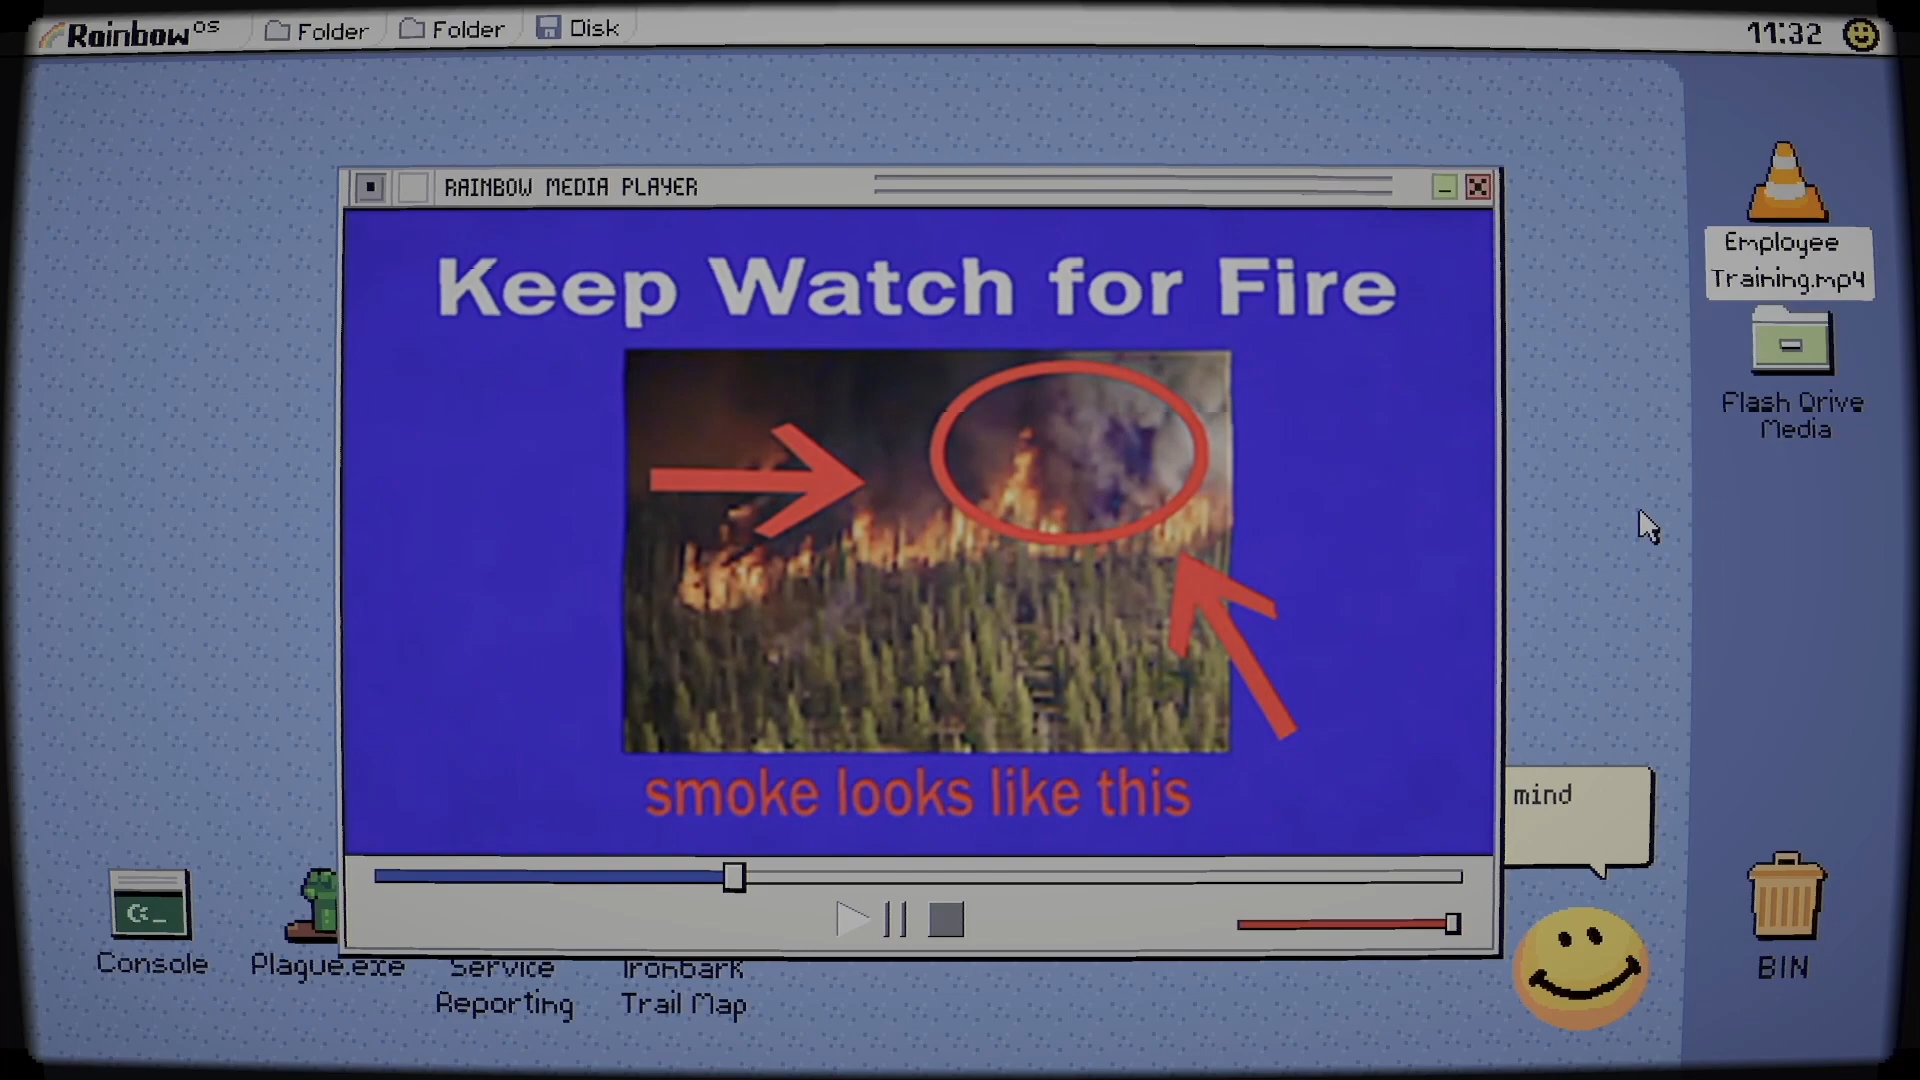 Rainbow OS
Folder
Folder
Disk
11:32
RAINBOW MEDIA PLAYER
Keep Watch for Fire
smoke looks like this
Employee
Training.mp4
Flash Drive
Media
mind
C:_
Console
Plague.exe
Service
Reporting
Ironbark
Trail Map
BIN